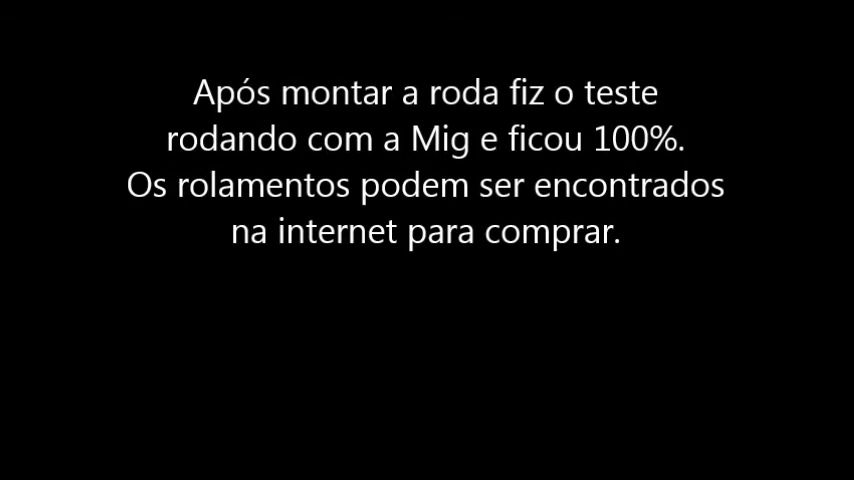 Após montar a roda fiz o teste
rodando com a Mig e ficou 100%.
Os rolamentos podem ser encontrados
na internet para comprar.